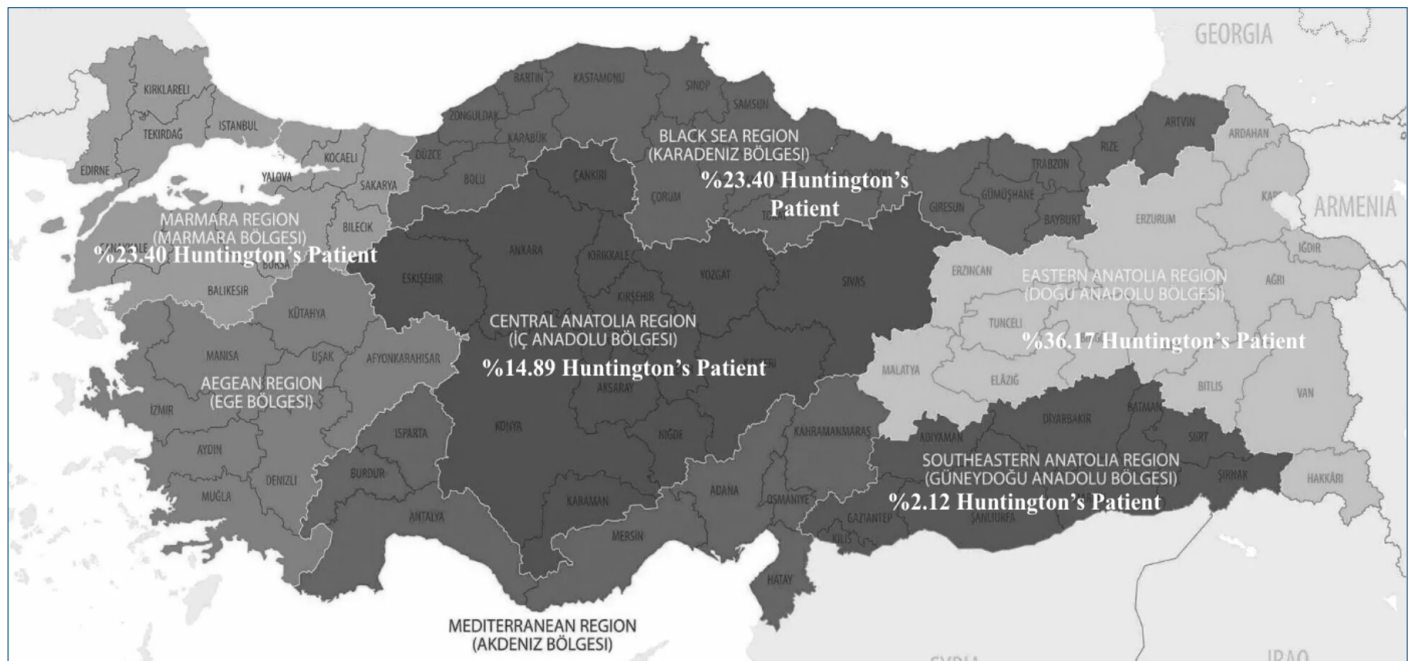 GEORGIA
ARMENIA
KIRKLARELİ
EDİRNE
TEKİRDAĞ
İSTANBUL
KOCAELİ
YALOVA
SAKARYA
BİLECİK
BURSA
BALIKESİR
MARMARA REGION
(MARMARA BÖLGESI)
%23.40 Huntington's Patient
BARTIN
KASTAMONU
SİNOP
SAMSUN
ZONGULDAK
KARABÜK
DÜZCE
BOLU
ÇORUM
ORDU
GİRESUN
GÜMÜŞHANE
TRABZON
BAYBURT
RİZE
ARTVİN
BLACK SEA REGION
(KARADENIZ BÖLGESI)
%23.40 Huntington's
Patient
ARDAHAN
ERZURUM
IĞDIR
AĞRI
ERZİNCAN
TUNCELİ
MALATYA
ELÂZIĞ
BİTLİS
VAN
HAKKÂRİ
EASTERN ANATOLIA REGION
(DOĞU ANADOLU BÖLGESI)
%36.17 Huntington's Patient
ÇANKIRI
ANKARA
ESKİŞEHİR
KIRIKKALE
KIRŞEHİR
YOZGAT
SİVAS
AKSARAY
KONYA
NİĞDE
KARAMAN
CENTRAL ANATOLIA REGION
(İÇ ANADOLU BÖLGESI)
%14.89 Huntington's Patient
KÜTAHYA
MANİSA
UŞAK
AFYONKARAHİSAR
İZMİR
AYDIN
DENİZLİ
MUĞLA
AEGEAN REGION
(EGE BÖLGESI)
ISPARTA
BURDUR
ANTALYA
MERSİN
ADANA
OSMANİYE
KAHRAMANMARAŞ
HATAY
MEDITERRANEAN REGION
(AKDENİZ BÖLGESI)
ADIYAMAN
DİYARBAKIR
BATMAN
SİİRT
ŞIRNAK
GAZİANTEP
KİLİS
ŞANLIURFA
SOUTHEASTERN ANATOLIA REGION
(GÜNEYDOĞU ANADOLU BÖLGESI)
%2.12 Huntington's Patient